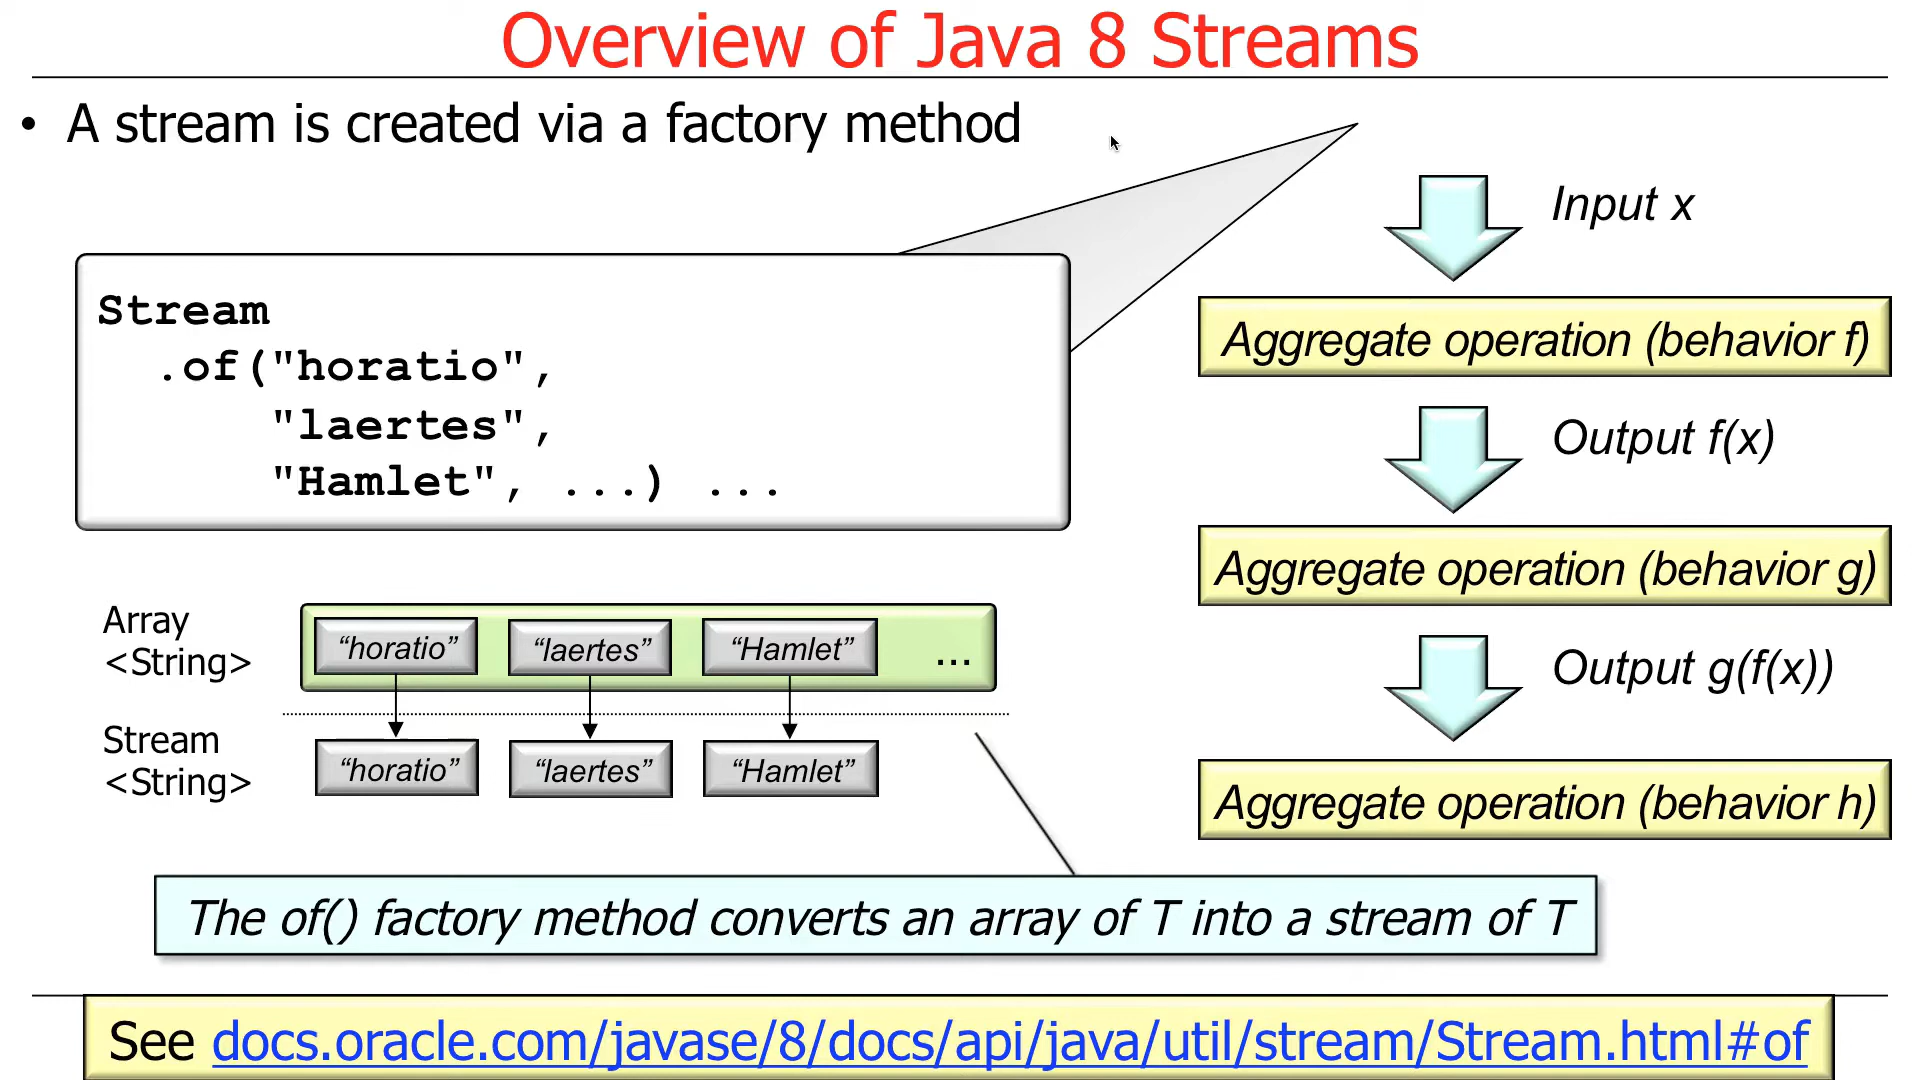 Overview of Java 8 Streams
• A stream is created via a factory method
Stream
.of("horatio",
"laertes",
"Hamlet", ...) ...
Input x
Aggregate operation (behavior f)
Output f(x)
Aggregate operation (behavior g)
Output g(f(x))
Aggregate operation (behavior h)
Array
<String>
“horatio” “laertes” “Hamlet” ...
Stream
<String>
“horatio” “laertes” “Hamlet”
The of() factory method converts an array of T into a stream of T
See docs.oracle.com/javase/8/docs/api/java/util/stream/Stream.html#of